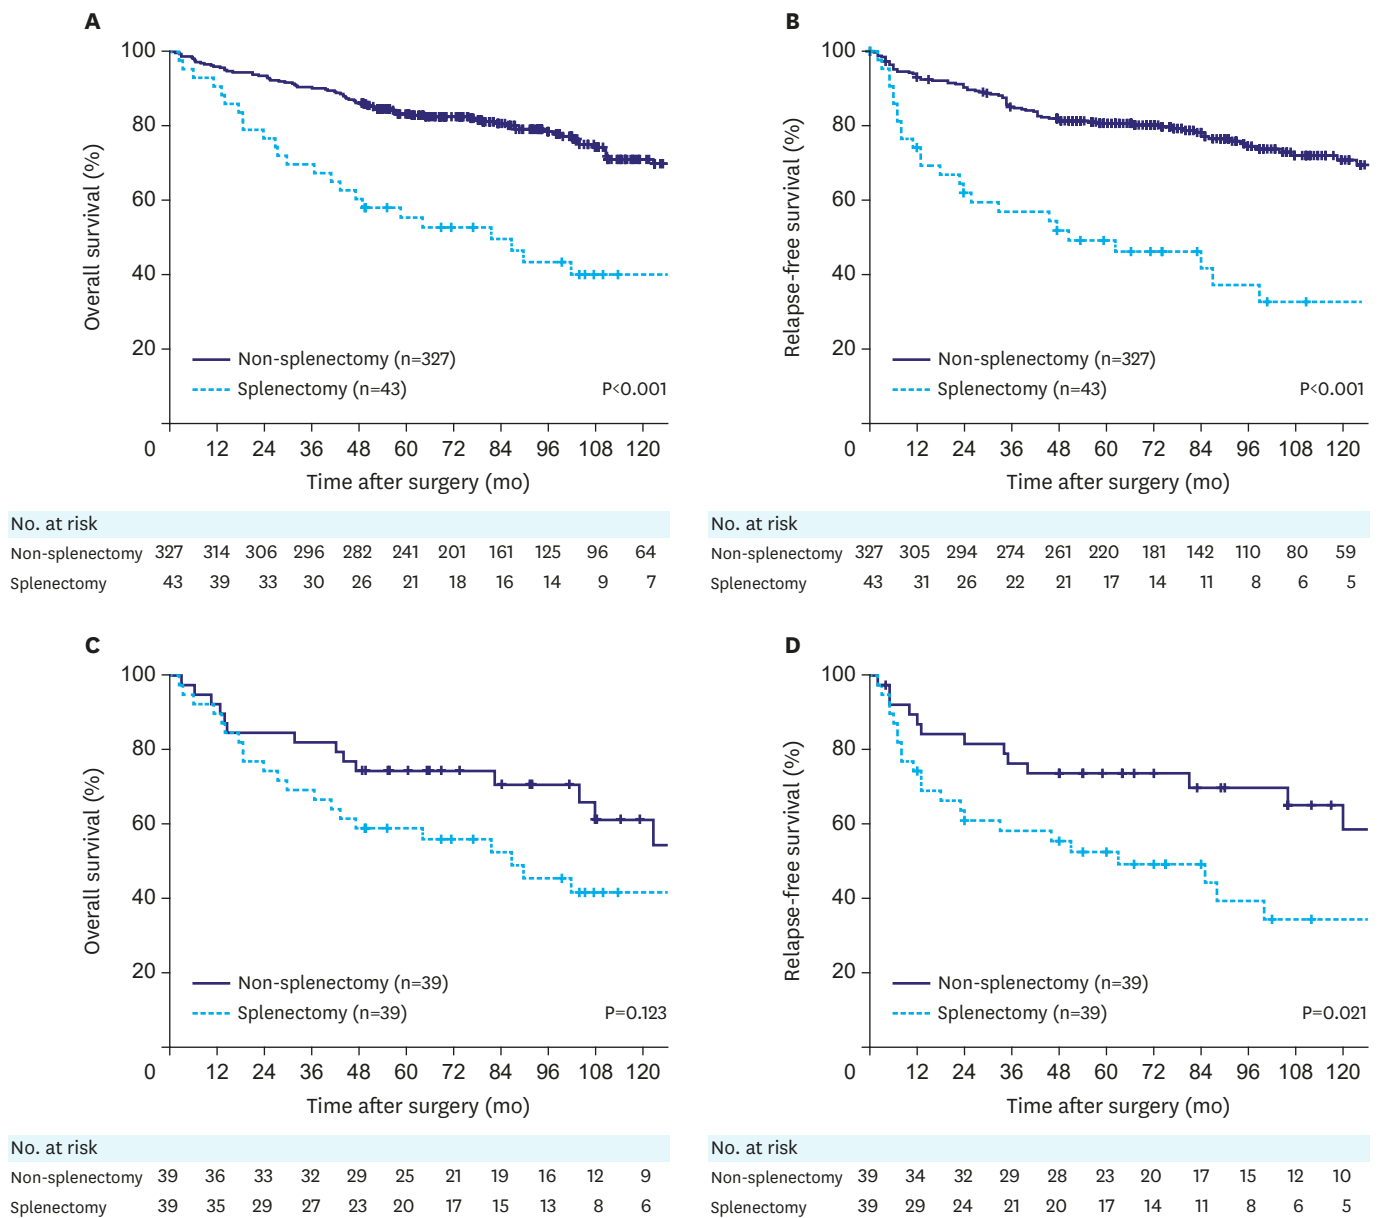 A
100
80
60
40
20
0
Overall survival (%)
Non-splenectomy (n=327)
Splenectomy (n=43)
P<0.001
12 24 36 48 60 72 84 96 108 120
Time after surgery (mo)
No. at risk
Non-splenectomy 327 314 306 296 282 241 201 161 125 96 64
Splenectomy 43 39 33 30 26 21 18 16 14 9 7
B
100
80
60
40
20
0
Relapse-free survival (%)
Non-splenectomy (n=327)
Splenectomy (n=43)
P<0.001
12 24 36 48 60 72 84 96 108 120
Time after surgery (mo)
No. at risk
Non-splenectomy 327 305 294 274 261 220 181 142 110 80 59
Splenectomy 43 31 26 22 21 17 14 11 8 6 5
C
100
80
60
40
20
0
Overall survival (%)
Non-splenectomy (n=39)
Splenectomy (n=39)
P=0.123
12 24 36 48 60 72 84 96 108 120
Time after surgery (mo)
No. at risk
Non-splenectomy 39 36 33 32 29 25 21 19 16 12 9
Splenectomy 39 35 29 27 23 20 17 15 13 8 6
D
100
80
60
40
20
0
Relapse-free survival (%)
Non-splenectomy (n=39)
Splenectomy (n=39)
P=0.021
12 24 36 48 60 72 84 96 108 120
Time after surgery (mo)
No. at risk
Non-splenectomy 39 34 32 29 28 23 20 17 15 12 10
Splenectomy 39 29 24 21 20 17 14 11 8 6 5